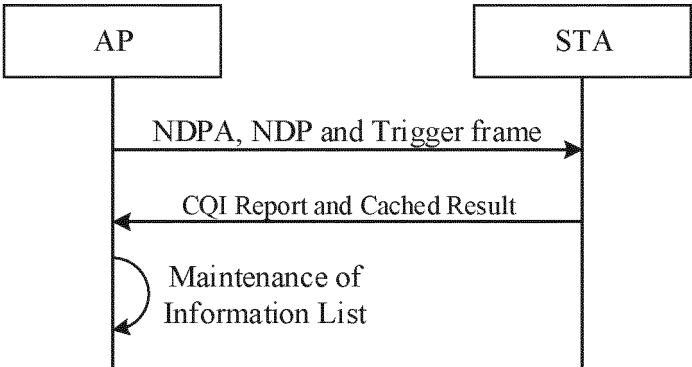 AP
STA
NDPA, NDP and Trigger frame
CQI Report and Cached Result
Maintenance of
Information List